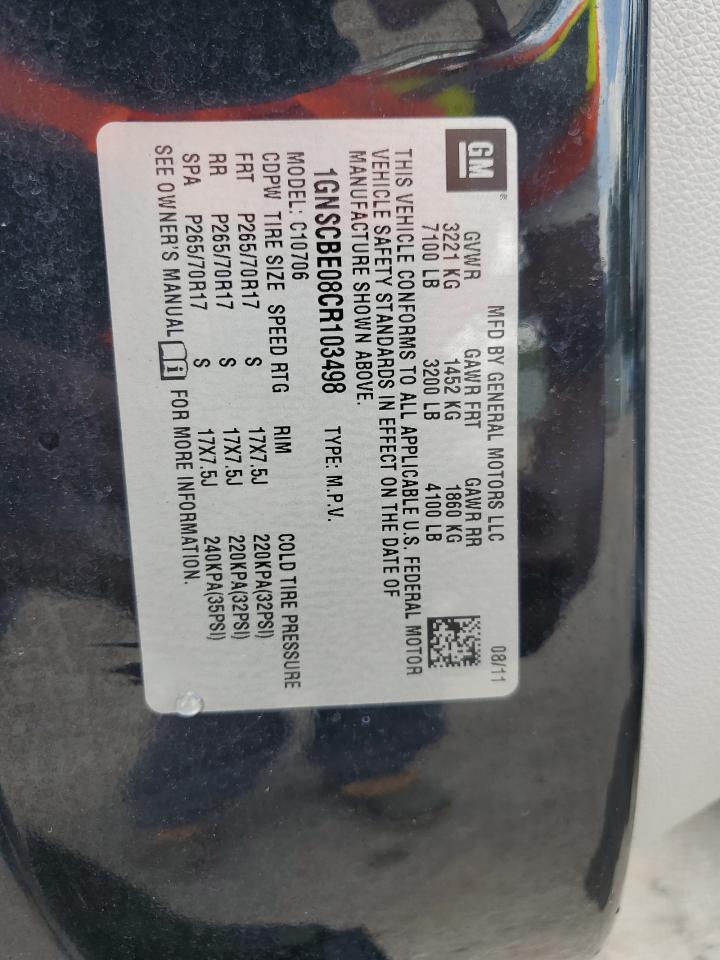 GM®
MFD BY GENERAL MOTORS LLC 08/11
GVWR GAWR FRT GAWR RR
3221 KG 1452 KG 1860 KG
7100 LB 3200 LB 4100 LB
THIS VEHICLE CONFORMS TO ALL APPLICABLE U.S. FEDERAL MOTOR
VEHICLE SAFETY STANDARDS IN EFFECT ON THE DATE OF
MANUFACTURE SHOWN ABOVE.
1GNSCBE08CR103498 TYPE: M.P.V.
MODEL: C10706
CDPW TIRE SIZE SPEED RTG RIM COLD TIRE PRESSURE
FRT P265/70R17 S 17X7.5J 220KPA(32PSI)
RR P265/70R17 S 17X7.5J 220KPA(32PSI)
SPA P265/70R17 S 17X7.5J 240KPA(35PSI)
SEE OWNER'S MANUAL i FOR MORE INFORMATION.